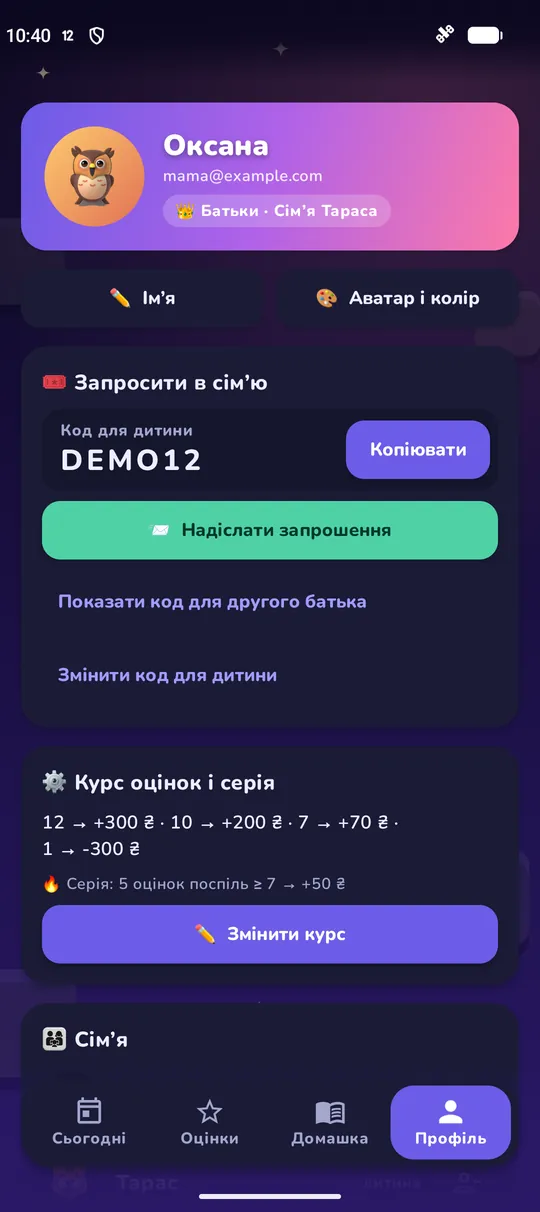 10:40 12
Оксана
mama@example.com
Батьки · Сім’я Тараса
Ім’я
Аватар і колір
Запросити в сім’ю
Код для дитини
DEMO12
Копіювати
Надіслати запрошення
Показати код для другого батька
Змінити код для дитини
Курс оцінок і серія
12 → +300 ₴ · 10 → +200 ₴ · 7 → +70 ₴ ·
1 → -300 ₴
Серія: 5 оцінок поспіль ≥ 7 → +50 ₴
Змінити курс
Сім’я
Сьогодні
Оцінки
Домашка
Профіль
Тарас